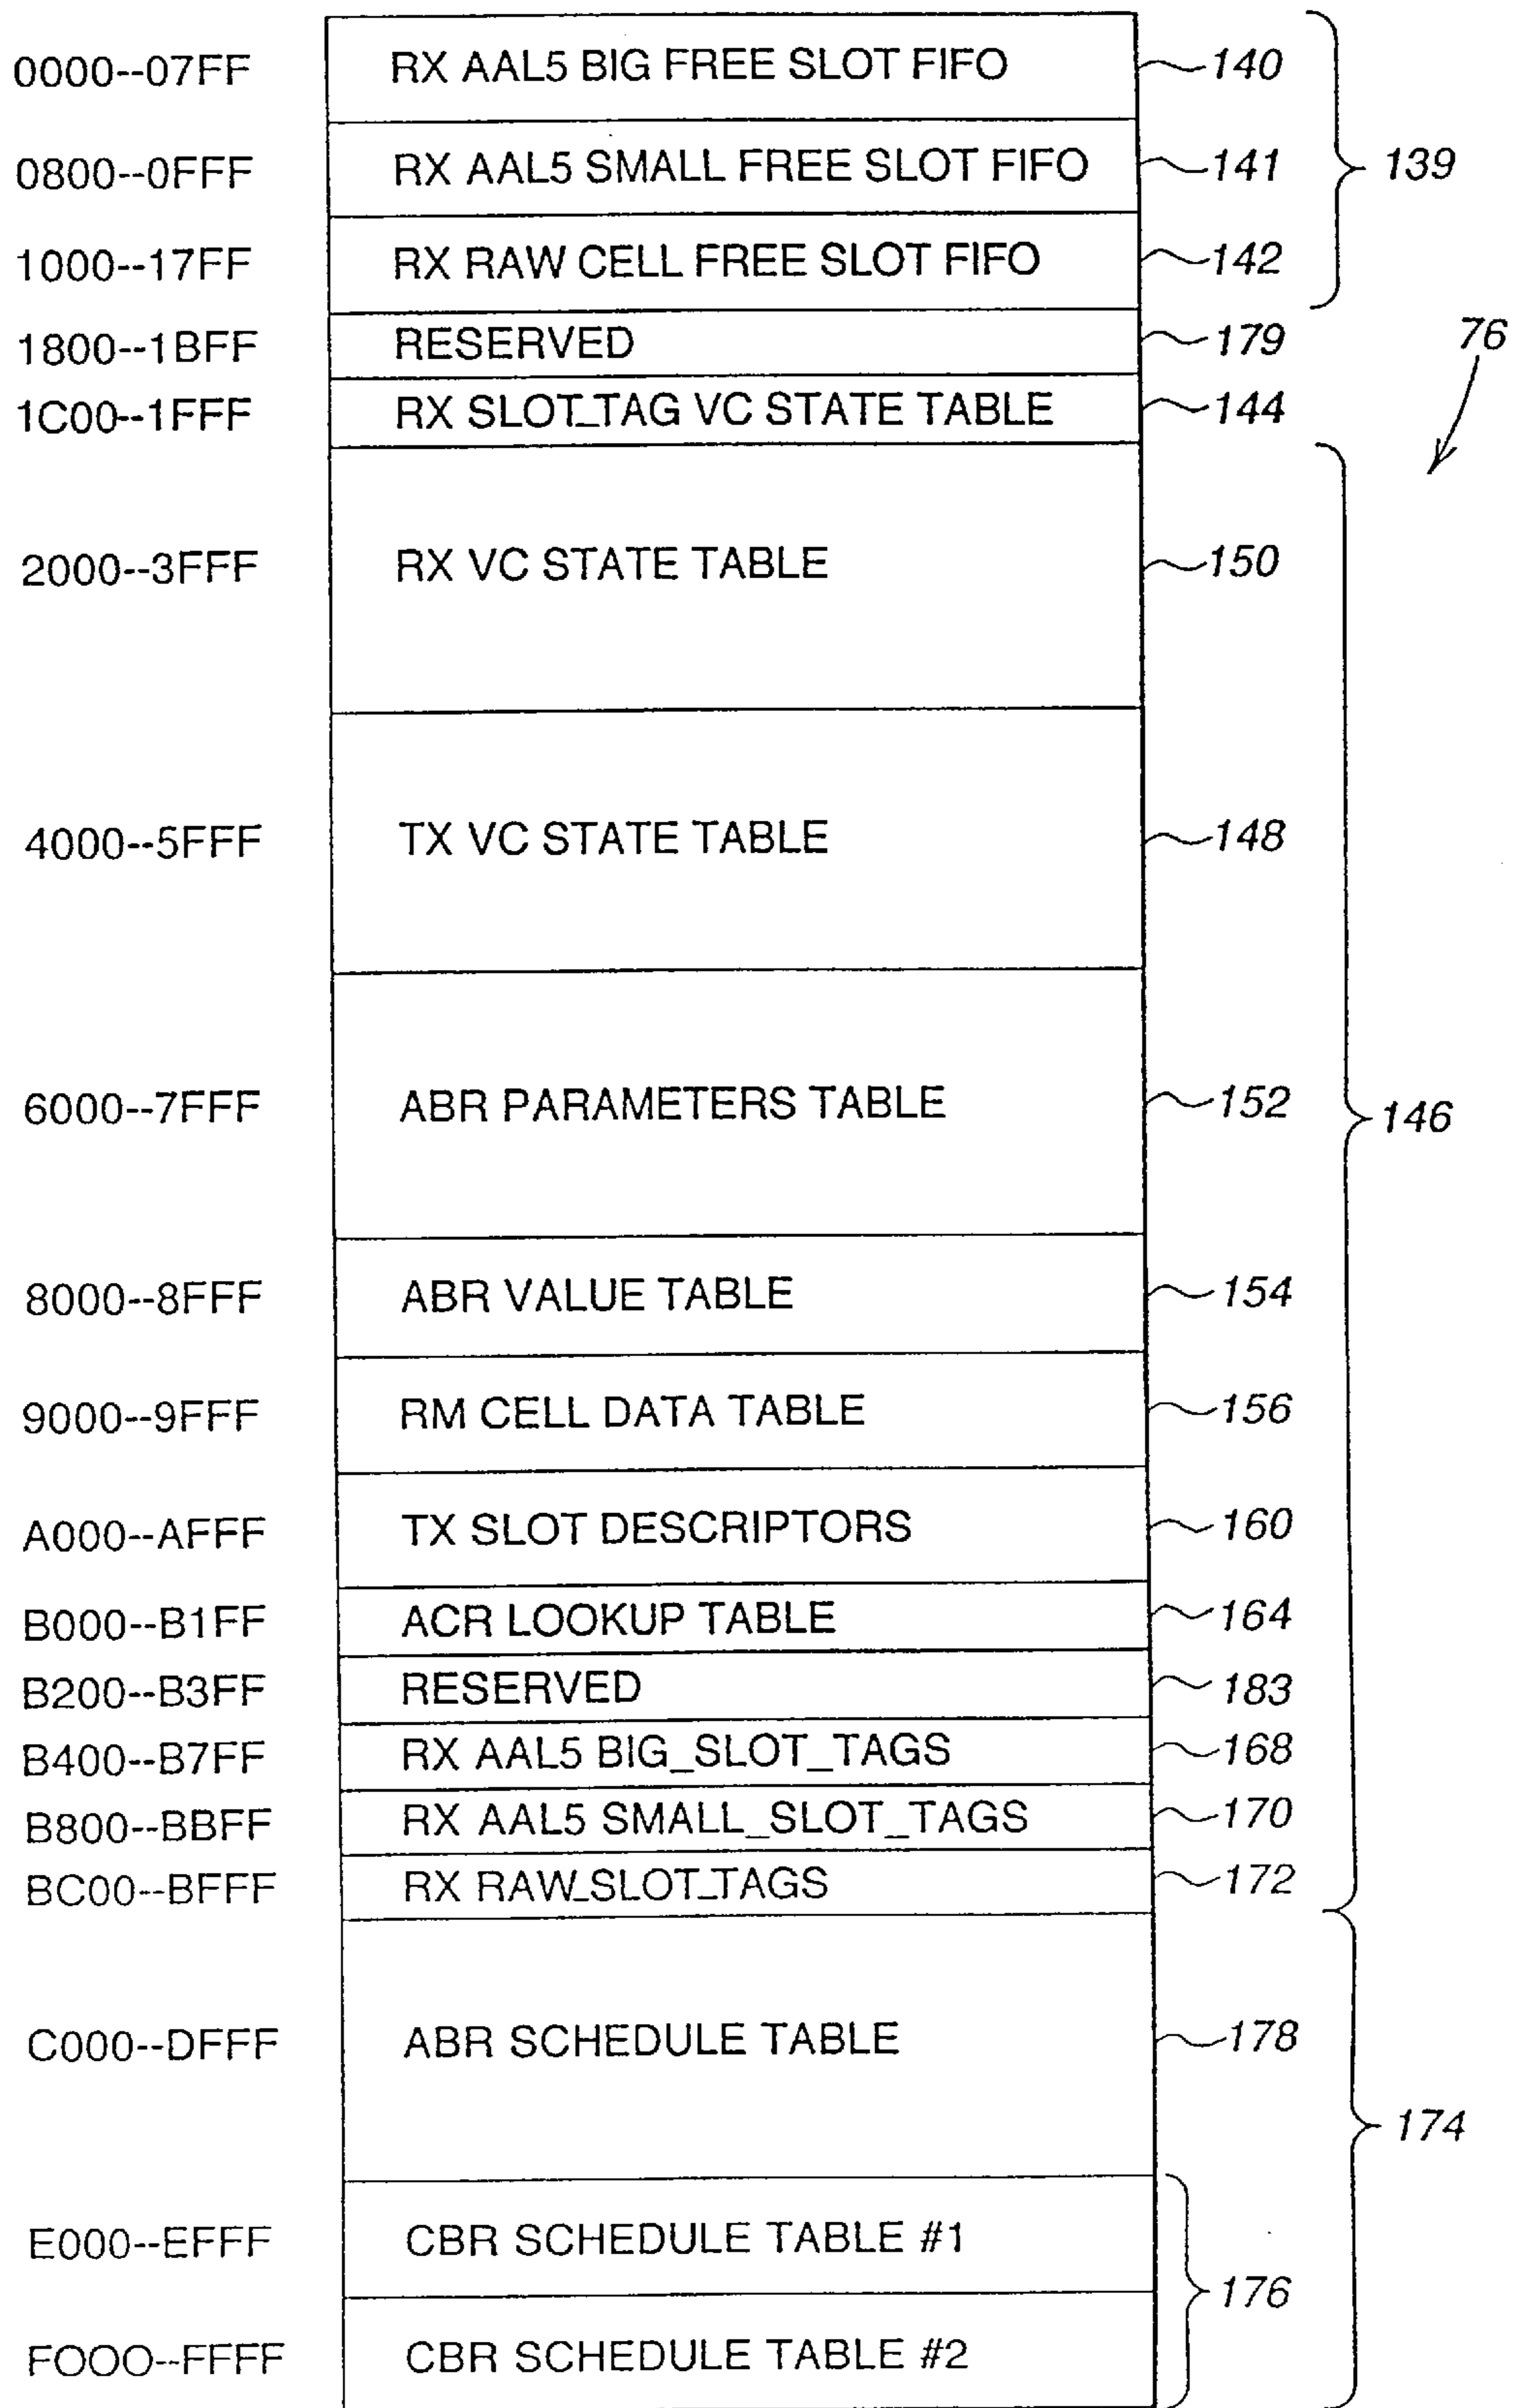 0000--07FF RX AAL5 BIG FREE SLOT FIFO 140
0800--0FFF RX AAL5 SMALL FREE SLOT FIFO 141 139
1000--17FF RX RAW CELL FREE SLOT FIFO 142
1800--1BFF RESERVED 179 76
1C00--1FFF RX SLOT_TAG VC STATE TABLE 144
2000--3FFF RX VC STATE TABLE 150
4000--5FFF TX VC STATE TABLE 148
6000--7FFF ABR PARAMETERS TABLE 152 146
8000--8FFF ABR VALUE TABLE 154
9000--9FFF RM CELL DATA TABLE 156
A000--AFFF TX SLOT DESCRIPTORS 160
B000--B1FF ACR LOOKUP TABLE 164
B200--B3FF RESERVED 183
B400--B7FF RX AAL5 BIG_SLOT_TAGS 168
B800--BBFF RX AAL5 SMALL_SLOT_TAGS 170
BC00--BFFF RX RAW_SLOT_TAGS 172
C000--DFFF ABR SCHEDULE TABLE 178
174
E000--EFFF CBR SCHEDULE TABLE #1
176
FOOO--FFFF CBR SCHEDULE TABLE #2